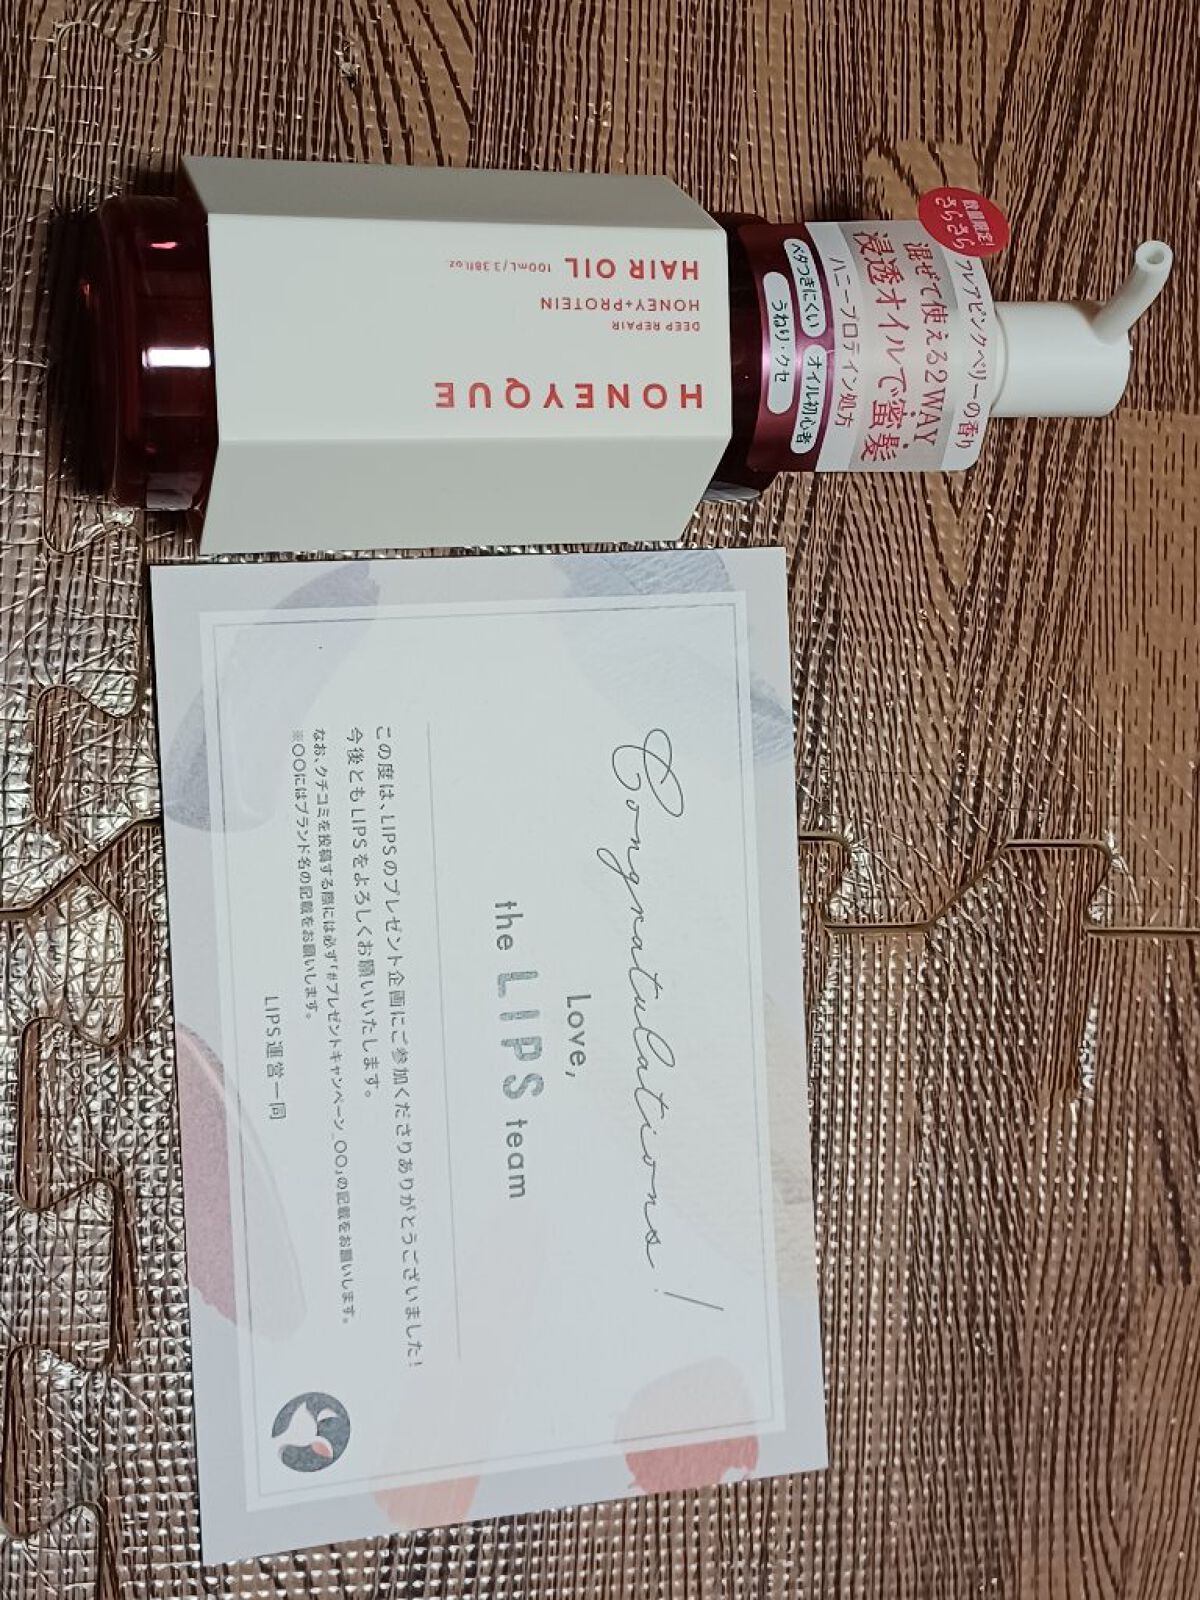 数量限定!
さらさら
フレアピンクベリーの香り
混ぜて使える2WAY
浸透オイルで蜜髪
ハニープロテイン処方
ベタつきにくい
オイル初心者
うねり・クセ
HONEYQUE
DEEP REPAIR
HONEY+PROTEIN
HAIR OIL 100mL/3.38fl.oz.
Congratulations!
Love,
the LIPS team
この度は、LIPSのプレゼント企画にご参加くださりありがとうございました!
今後ともLIPSをよろしくお願いいたします。
なお、クチコミを投稿する際には必ず「#プレゼントキャンペーン_〇〇」の記載をお願いします。
※〇〇にはブランド名の記載をお願いします。
LIPS運営一同